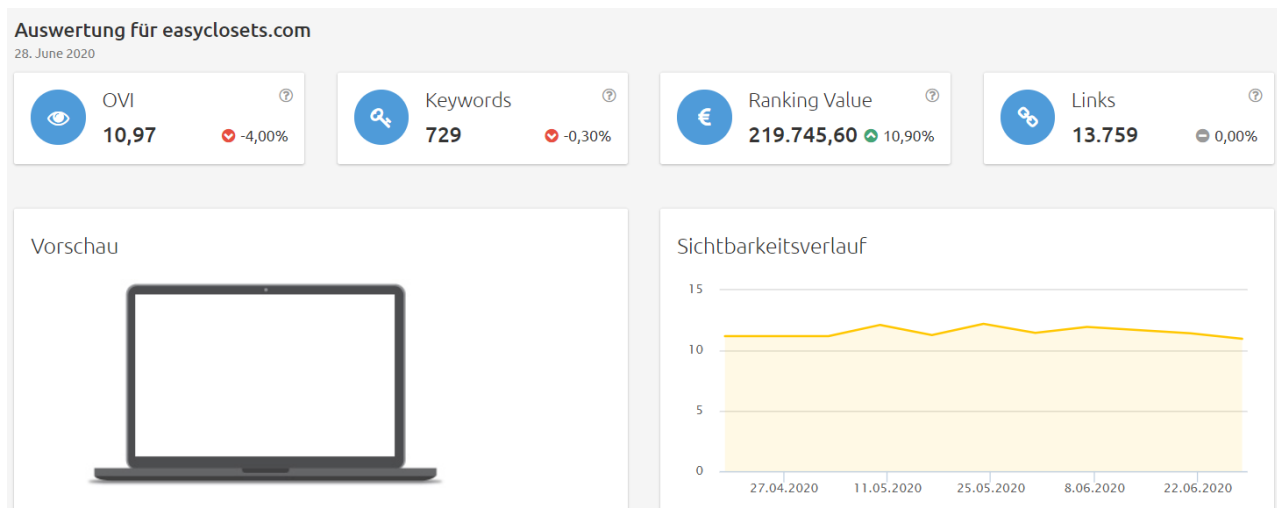 Auswertung für easyclosets.com
28. June 2020
OVI
10,97
-4,00%
Keywords
729
-0,30%
Ranking Value
219.745,60
10,90%
Links
13.759
0,00%
Vorschau
Sichtbarkeitsverlauf
15
10
5
0
27.04.2020
11.05.2020
25.05.2020
8.06.2020
22.06.2020